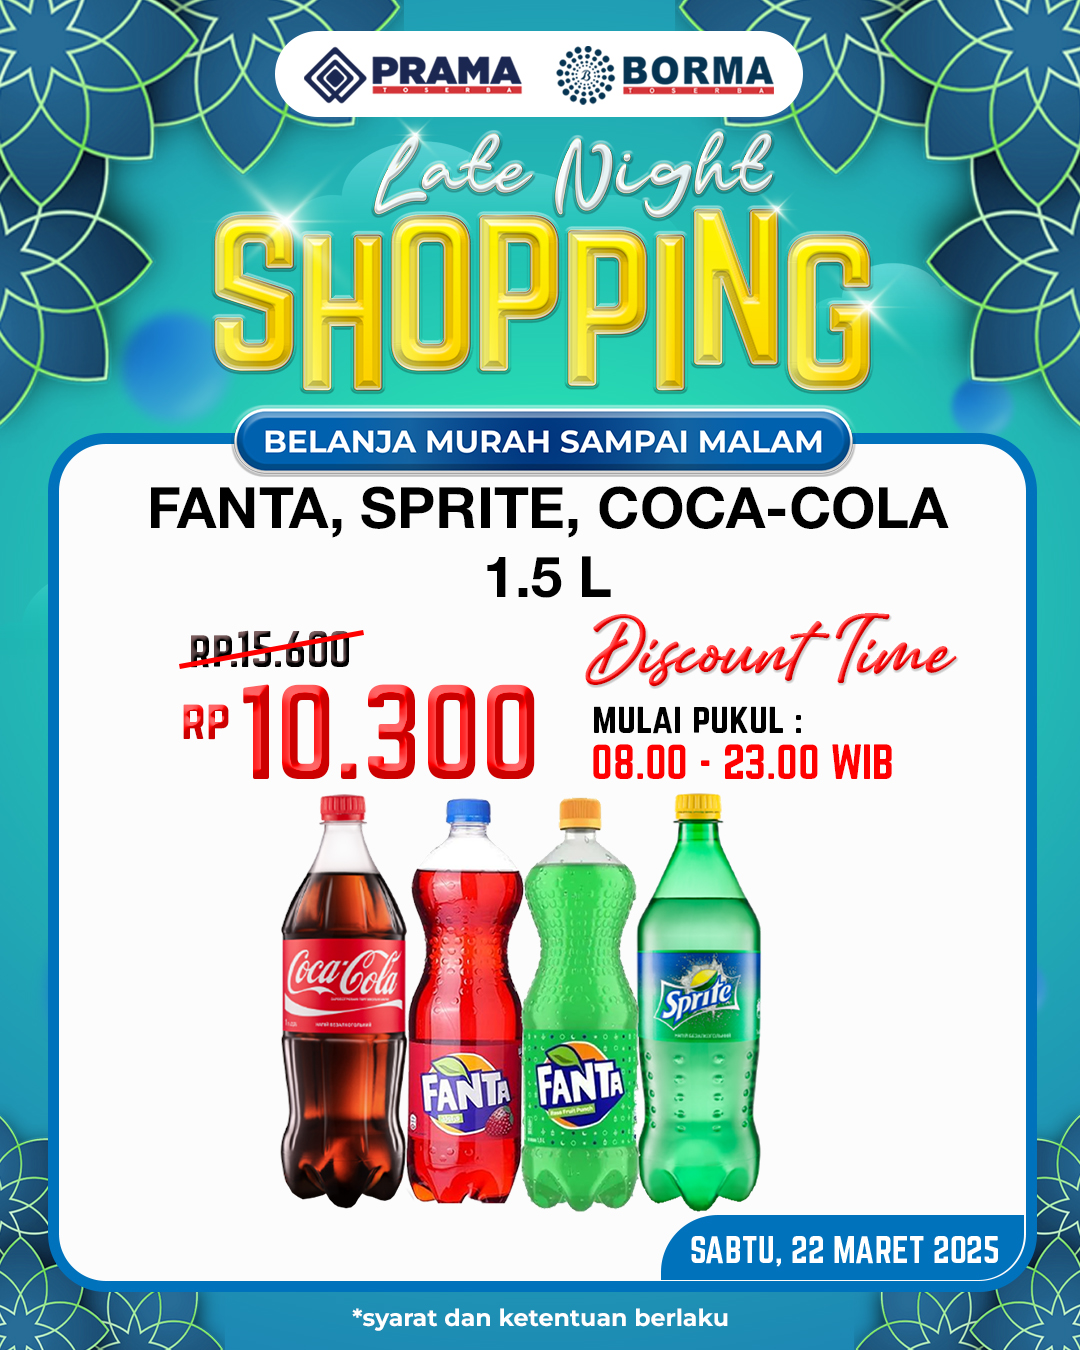 PRAMA
TOSERBA
BORMA
TOSERBA
Late Night
SHOPPING
BELANJA MURAH SAMPAI MALAM
FANTA, SPRITE, COCA-COLA
1.5 L
RP.15.600
RP 10.300
Discount Time
MULAI PUKUL :
08.00 - 23.00 WIB
Coca-Cola
FANTA
FANTA
Sprite
SABTU, 22 MARET 2025
*syarat dan ketentuan berlaku